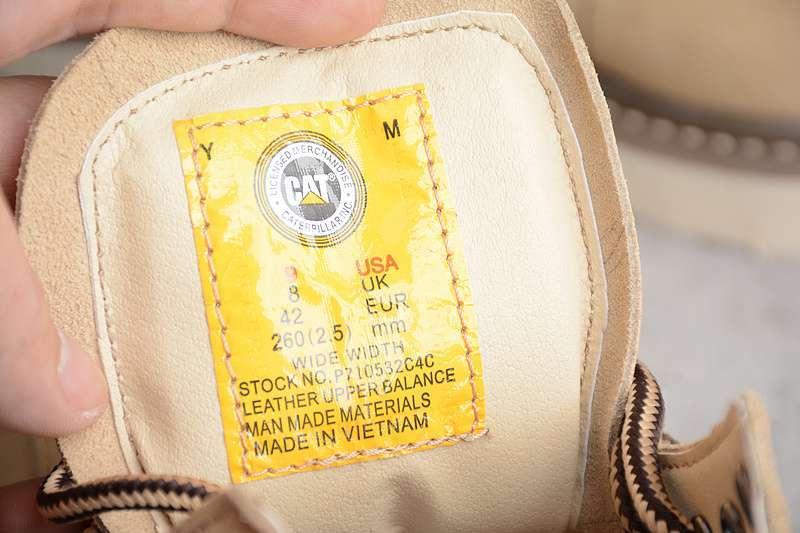 Y M
LICENSED MERCHANDISE
CAT®
CATERPILLAR INC.
9 USA
8 UK
42 EUR
260(2.5) mm
WIDE WIDTH
STOCK NO.P710532C4C
LEATHER UPPER BALANCE
MAN MADE MATERIALS
MADE IN VIETNAM